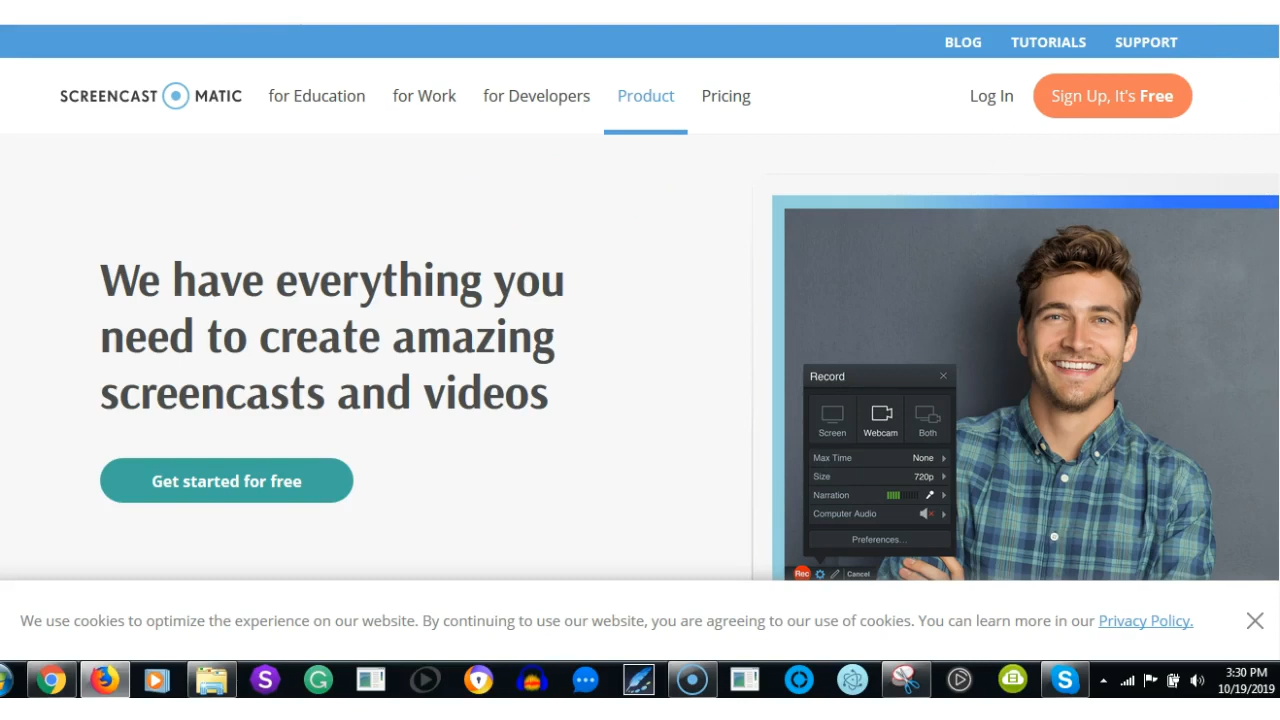 BLOG TUTORIALS SUPPORT
SCREENCAST MATIC for Education for Work for Developers Product Pricing Log In Sign Up, It's Free
We have everything you
need to create amazing
screencasts and videos
Get started for free
Record
Screen Webcam Both
Max Time None
Size 720p
Narration
Computer Audio
Preferences...
Rec Cancel
We use cookies to optimize the experience on our website. By continuing to use our website, you are agreeing to our use of cookies. You can learn more in our Privacy Policy.
S G S
3:30 PM
10/19/2019